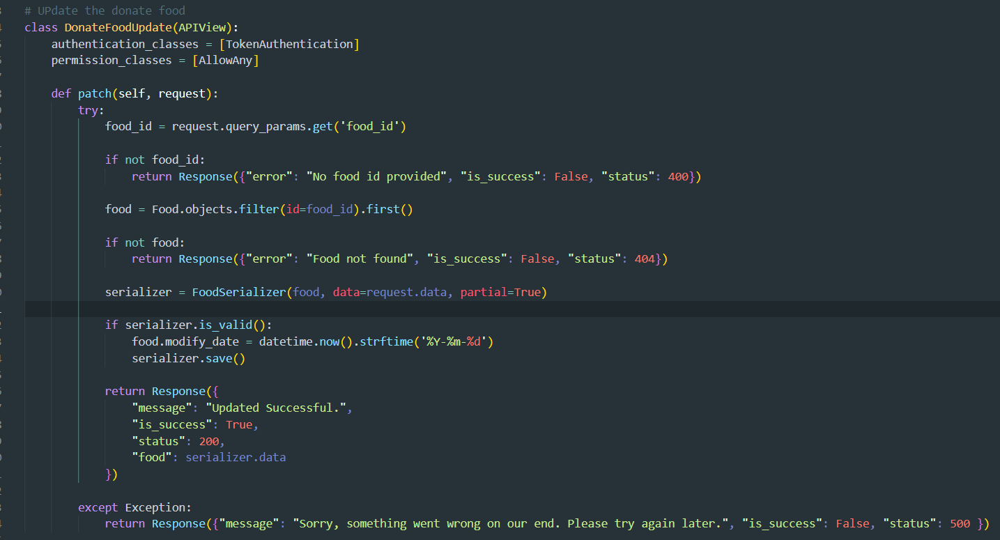 # UPdate the donate food
class DonateFoodUpdate(APIView):
    authentication_classes = [TokenAuthentication]
    permission_classes = [AllowAny]

    def patch(self, request):
        try:
            food_id = request.query_params.get('food_id')

            if not food_id:
                return Response({"error": "No food id provided", "is_success": False, "status": 400})

            food = Food.objects.filter(id=food_id).first()

            if not food:
                return Response({"error": "Food not found", "is_success": False, "status": 404})

            serializer = FoodSerializer(food, data=request.data, partial=True)

            if serializer.is_valid():
                food.modify_date = datetime.now().strftime('%Y-%m-%d')
                serializer.save()

            return Response({
                "message": "Updated Successful.",
                "is_success": True,
                "status": 200,
                "food": serializer.data
            })

        except Exception:
            return Response({"message": "Sorry, something went wrong on our end. Please try again later.", "is_success": False, "status": 500 })